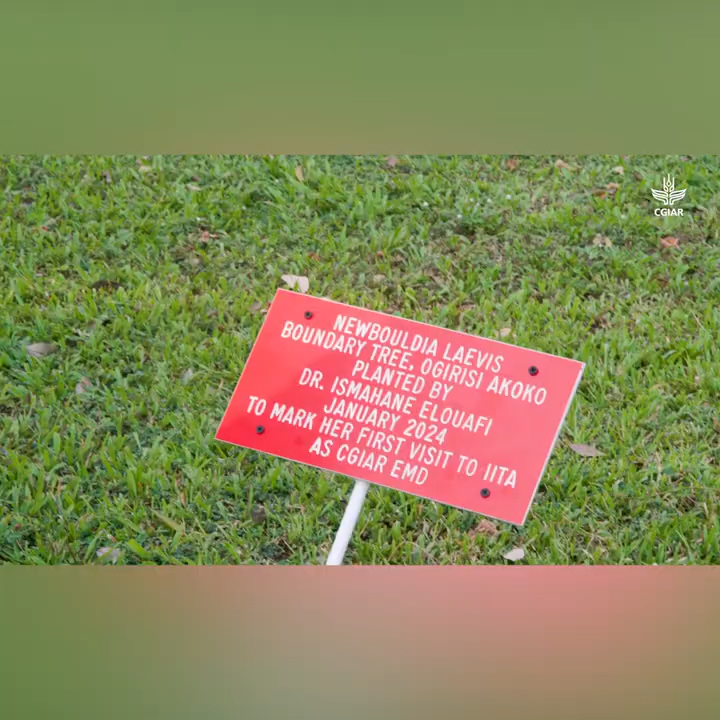 CGIAR
NEWBOULDIA LAEVIS
BOUNDARY TREE, OGIRISI AKOKO
PLANTED BY
DR. ISMAHANE ELOUAFI
JANUARY 2024
TO MARK HER FIRST VISIT TO IITA
AS CGIAR EMD